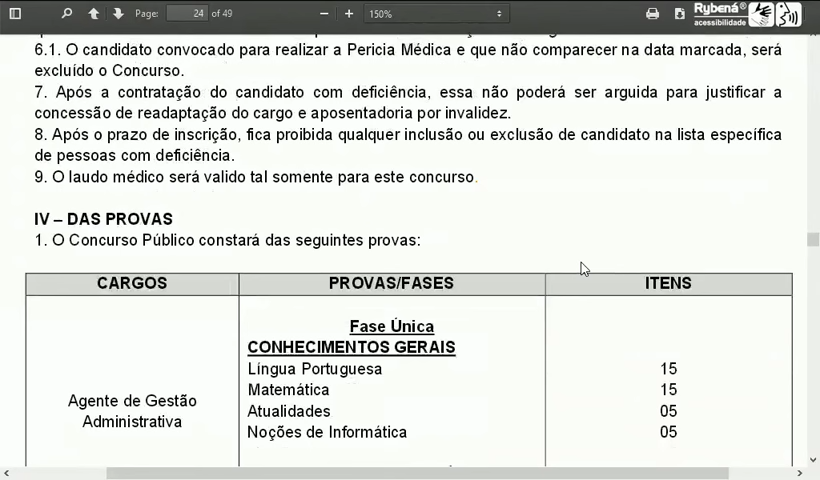 Page: 24 of 49 150% Rybená® acessibilidade
6.1. O candidato convocado para realizar a Pericia Médica e que não comparecer na data marcada, será
excluído o Concurso.
7. Após a contratação do candidato com deficiência, essa não poderá ser arguida para justificar a
concessão de readaptação do cargo e aposentadoria por invalidez.
8. Após o prazo de inscrição, fica proibida qualquer inclusão ou exclusão de candidato na lista específica
de pessoas com deficiência.
9. O laudo médico será valido tal somente para este concurso.
IV – DAS PROVAS
1. O Concurso Público constará das seguintes provas:
CARGOS PROVAS/FASES ITENS
Fase Única
CONHECIMENTOS GERAIS
Língua Portuguesa 15
Matemática 15
Agente de Gestão
Administrativa
Atualidades 05
Noções de Informática 05